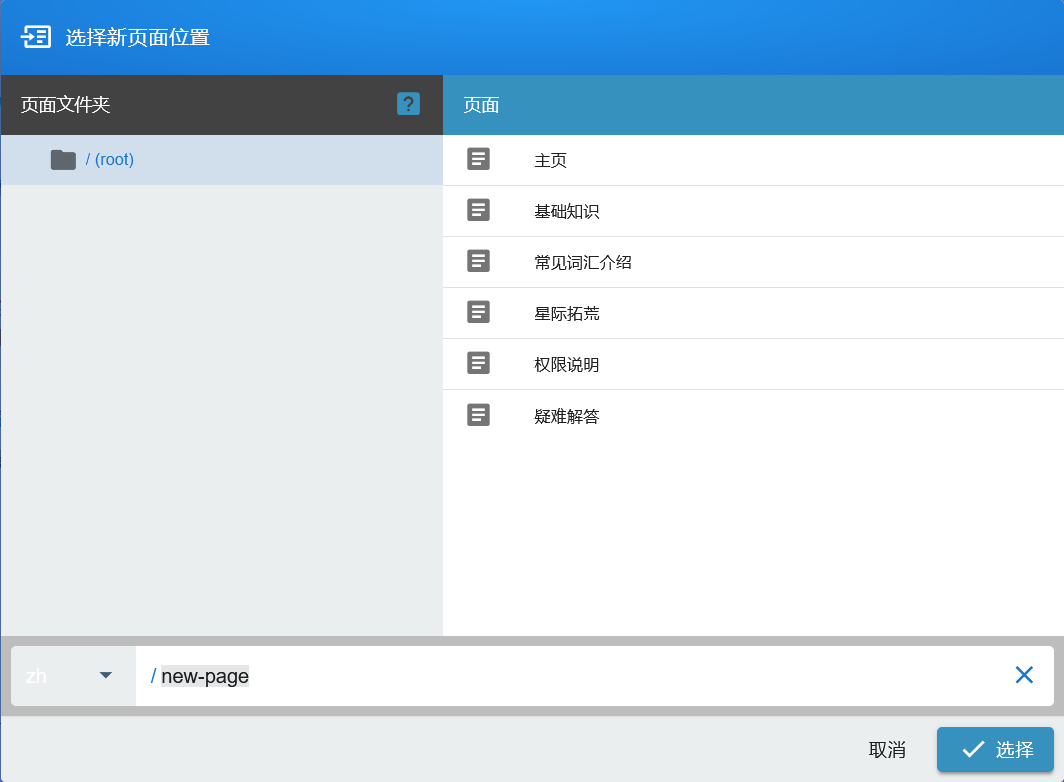 选择新页面位置
页面文件夹
?
页面
/ (root)
主页
基础知识
常见词汇介绍
星际拓荒
权限说明
疑难解答
zh
/ new-page
取消
选择